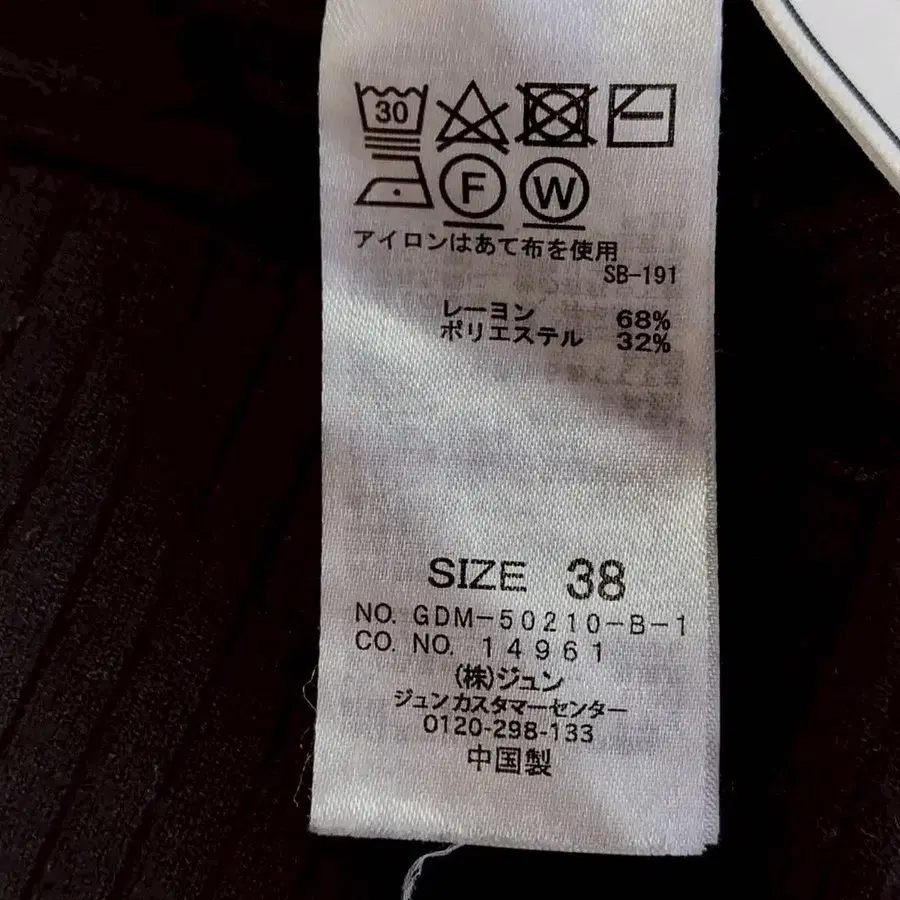 30
F W
アイロンはあて布を使用
SB-191
レーヨン 68%
ポリエステル 32%
SIZE 38
NO. GDM-50210-B-1
CO. NO. 14961
(株)ジュン
ジュンカスタマーセンター
0120-298-133
中国製